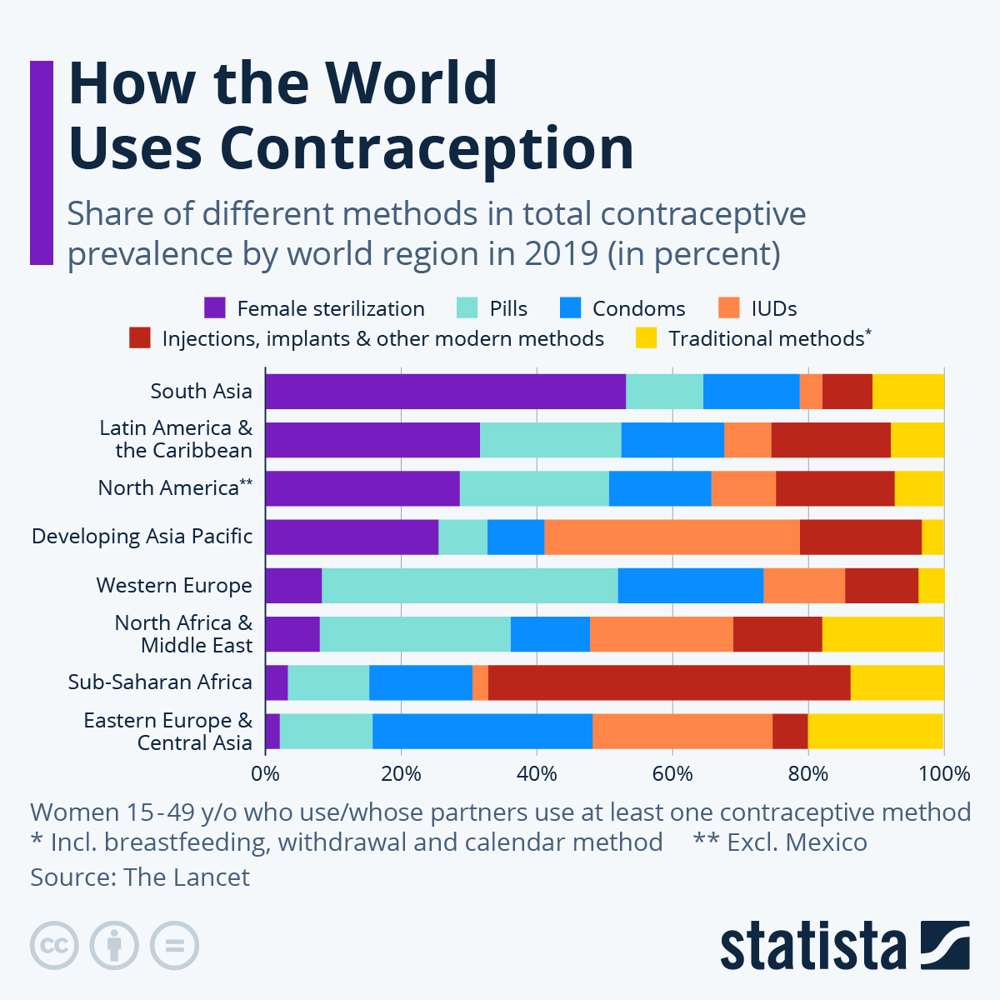 How the World
Uses Contraception
Share of different methods in total contraceptive
prevalence by world region in 2019 (in percent)
Female sterilization Pills Condoms IUDs
Injections, implants & other modern methods Traditional methods*
South Asia
Latin America &
the Caribbean
North America**
Developing Asia Pacific
Western Europe
North Africa &
Middle East
Sub-Saharan Africa
Eastern Europe &
Central Asia
0% 20% 40% 60% 80% 100%
Women 15-49 y/o who use/whose partners use at least one contraceptive method
* Incl. breastfeeding, withdrawal and calendar method ** Excl. Mexico
Source: The Lancet
cc
statista